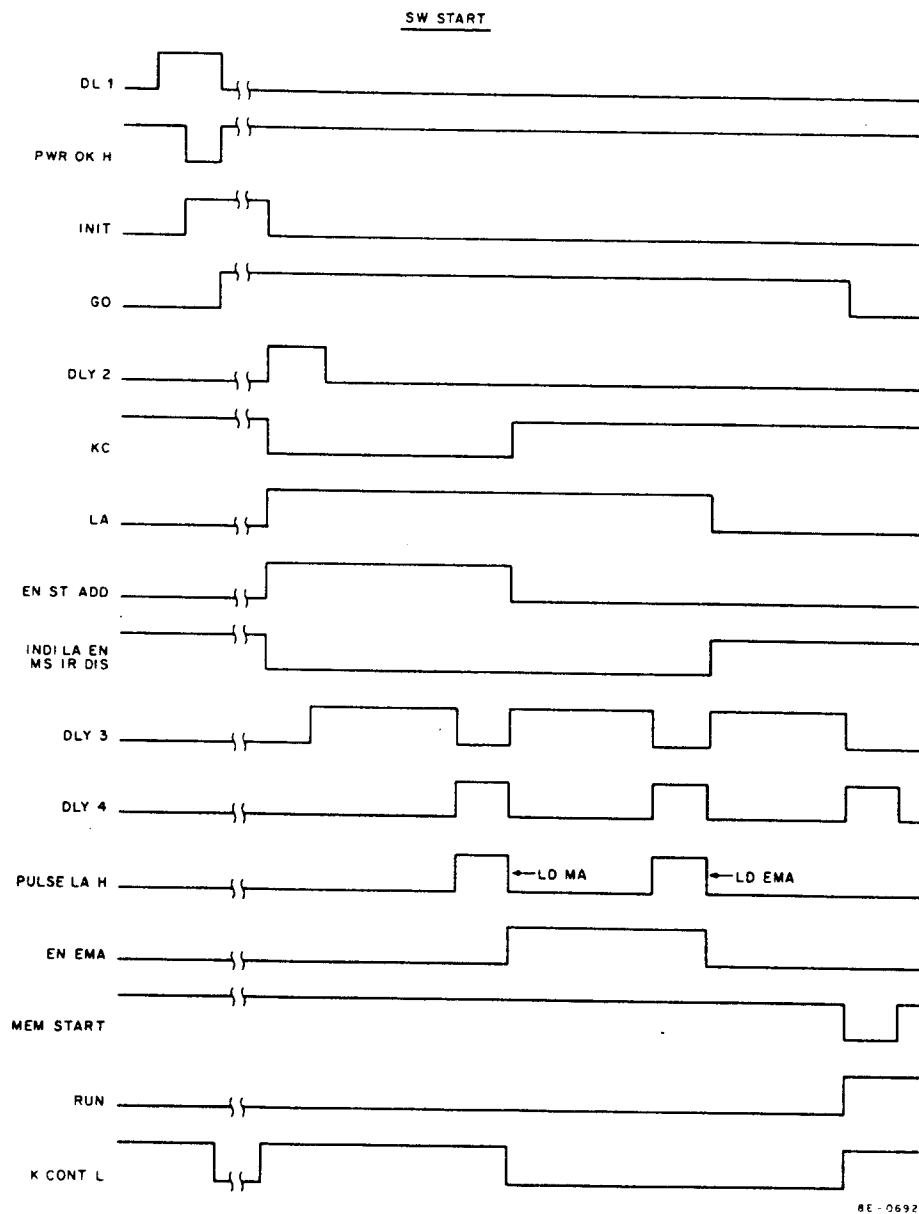 SW START
DL 1
PWR OK H
INIT
GO
DLY 2
KC
LA
EN ST ADD
INDI LA EN
MS IR DIS
DLY 3
DLY 4
PULSE LA H
LD MA
LD EMA
EN EMA
MEM START
RUN
K CONT L
8E-0692